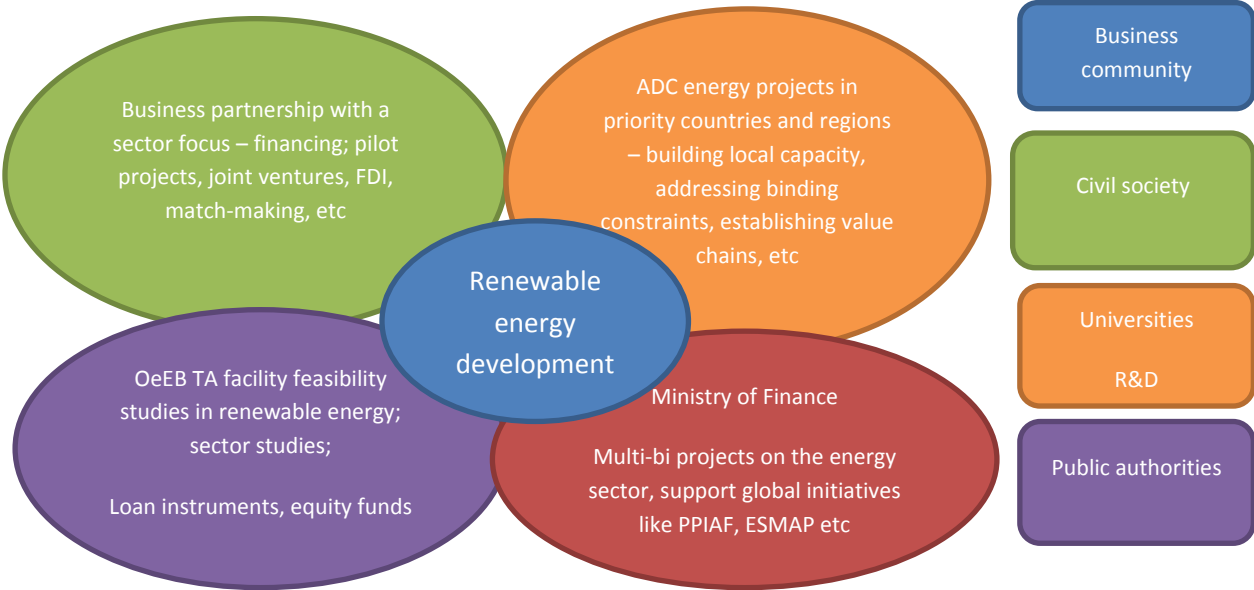 Business partnership with a
sector focus – financing; pilot
projects, joint ventures, FDI,
match-making, etc
ADC energy projects in
priority countries and regions
– building local capacity,
addressing binding
constraints, establishing value
chains, etc
Renewable
energy
development
OeEB TA facility feasibility
studies in renewable energy;
sector studies;
Loan instruments, equity funds
Ministry of Finance
Multi-bi projects on the energy
sector, support global initiatives
like PPIAF, ESMAP etc
Business
community
Civil society
Universities
R&D
Public authorities